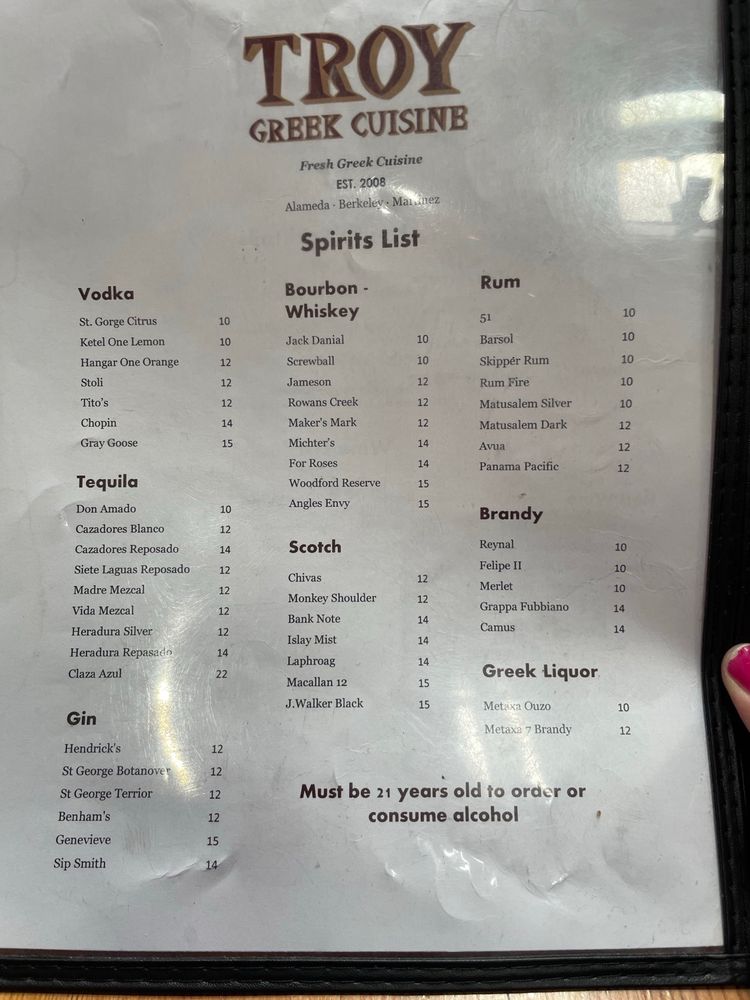 TROY
GREEK CUISINE
Fresh Greek Cuisine
EST. 2008
Alameda · Berkeley · Martinez
Spirits List
Vodka
St. Gorge Citrus 10
Ketel One Lemon 10
Hangar One Orange 12
Stoli 12
Tito's 12
Chopin 14
Gray Goose 15
Tequila
Don Amado 10
Cazadores Blanco 12
Cazadores Reposado 14
Siete Laguas Reposado 12
Madre Mezcal 12
Vida Mezcal 12
Heradura Silver 12
Heradura Repasado 14
Claza Azul 22
Gin
Hendrick's 12
St George Botanover 12
St George Terrior 12
Benham's 12
Genevieve 15
Sip Smith 14
Bourbon -
Whiskey
Jack Danial 10
Screwball 10
Jameson 12
Rowans Creek 12
Maker's Mark 12
Michter's 14
For Roses 14
Woodford Reserve 15
Angles Envy 15
Scotch
Chivas 12
Monkey Shoulder 12
Bank Note 14
Islay Mist 14
Laphroag 14
Macallan 12 15
J.Walker Black 15
Rum
51 10
Barsol 10
Skipper Rum 10
Rum Fire 10
Matusalem Silver 10
Matusalem Dark 12
Avua 12
Panama Pacific 12
Brandy
Reynal 10
Felipe II 10
Merlet 10
Grappa Fubbiano 14
Camus 14
Greek Liquor
Metaxa Ouzo 10
Metaxa 7 Brandy 12
Must be 21 years old to order or
consume alcohol